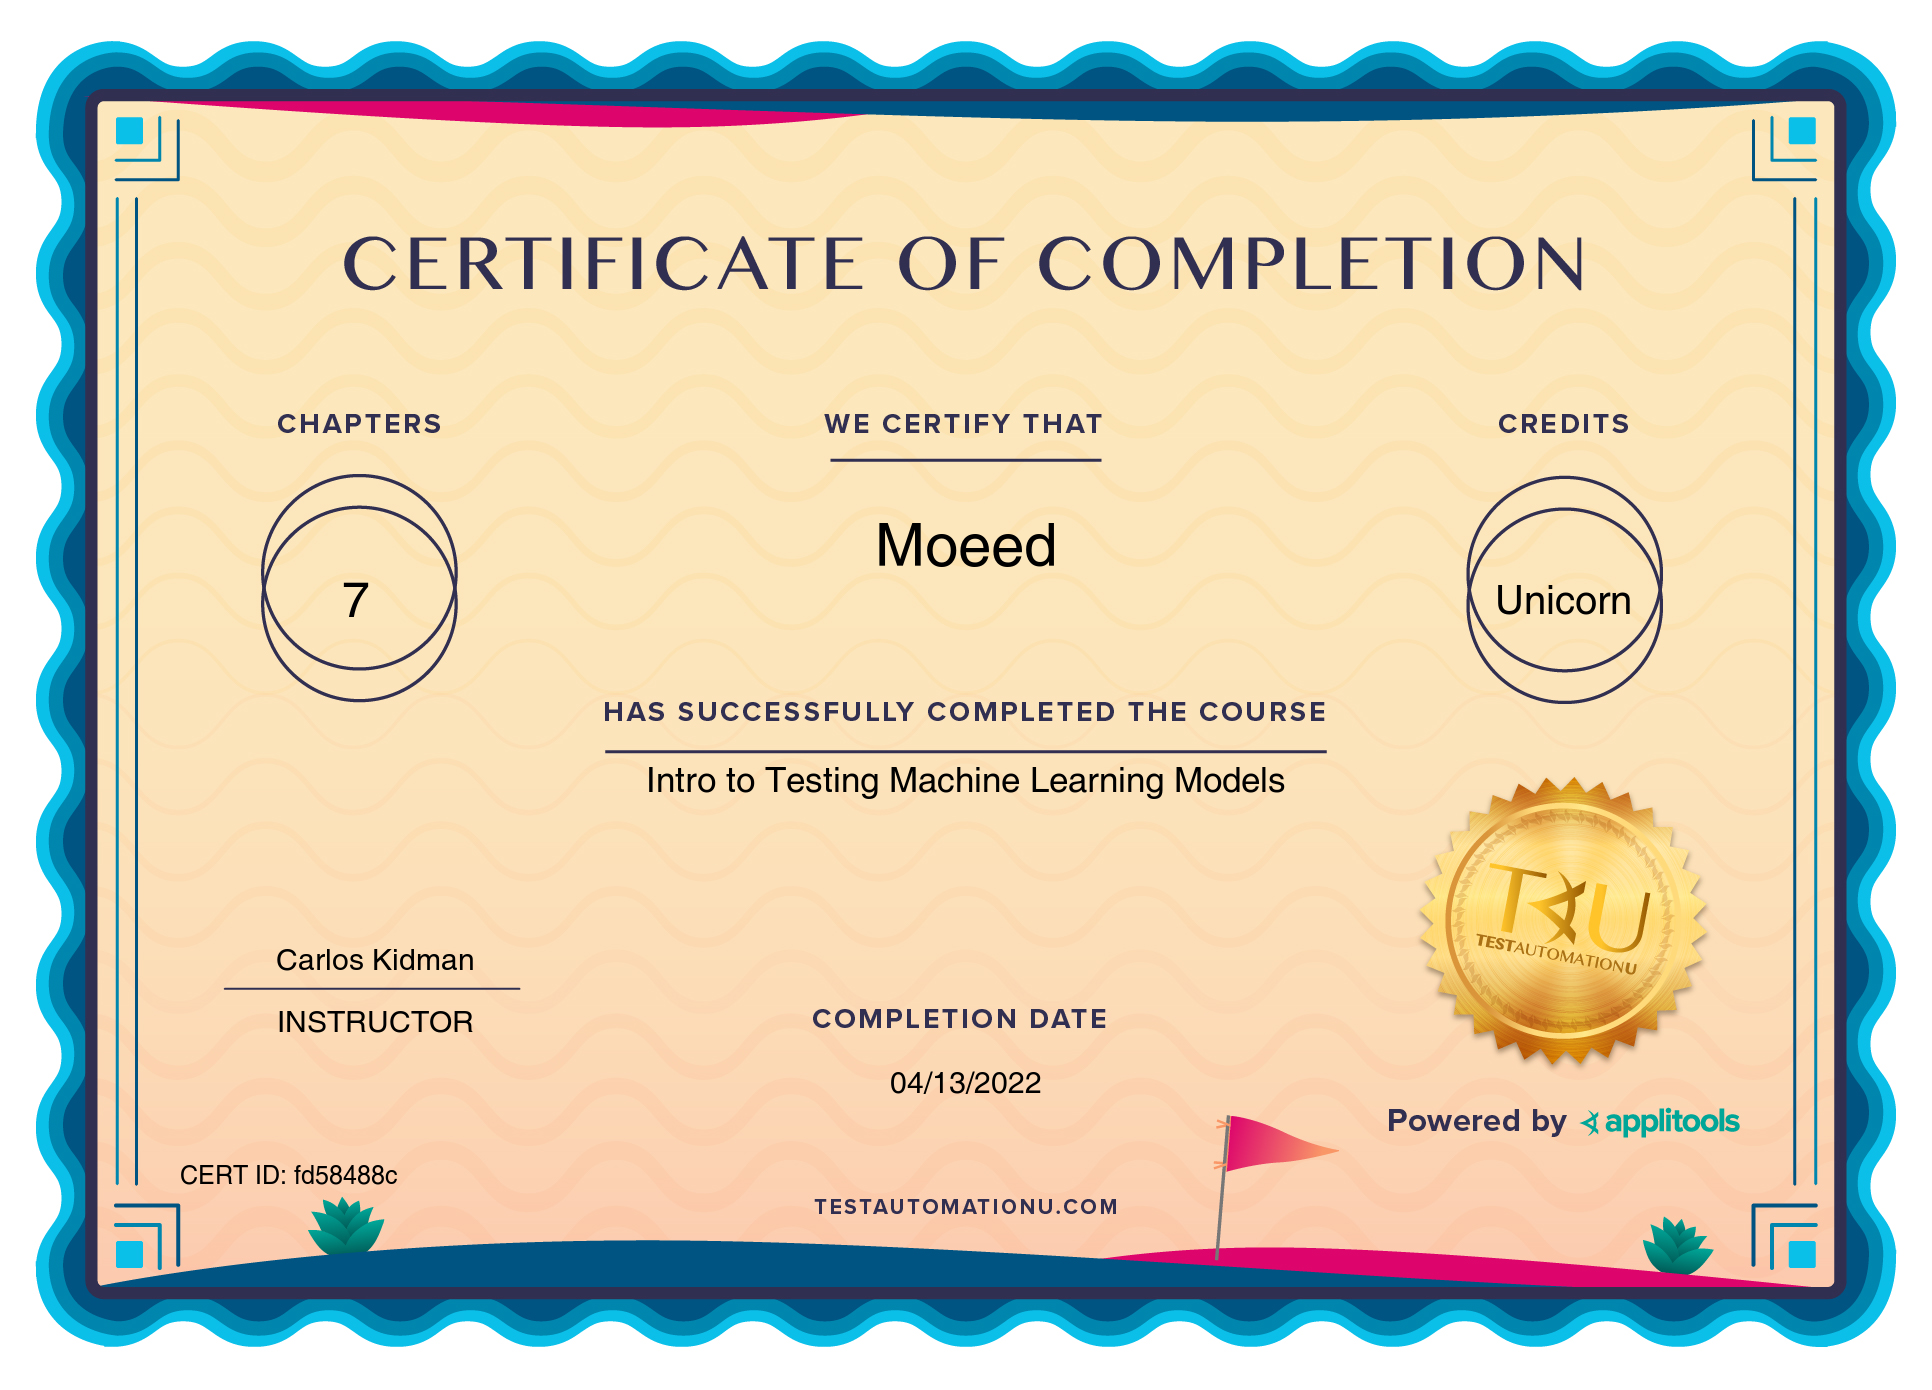 CERTIFICATE OF COMPLETION
CHAPTERS
7
WE CERTIFY THAT
Moeed
CREDITS
Unicorn
HAS SUCCESSFULLY COMPLETED THE COURSE
Intro to Testing Machine Learning Models
TAU
TESTAUTOMATIONU
Carlos Kidman
INSTRUCTOR
COMPLETION DATE
04/13/2022
Powered by applitools
CERT ID: fd58488c
TESTAUTOMATIONU.COM